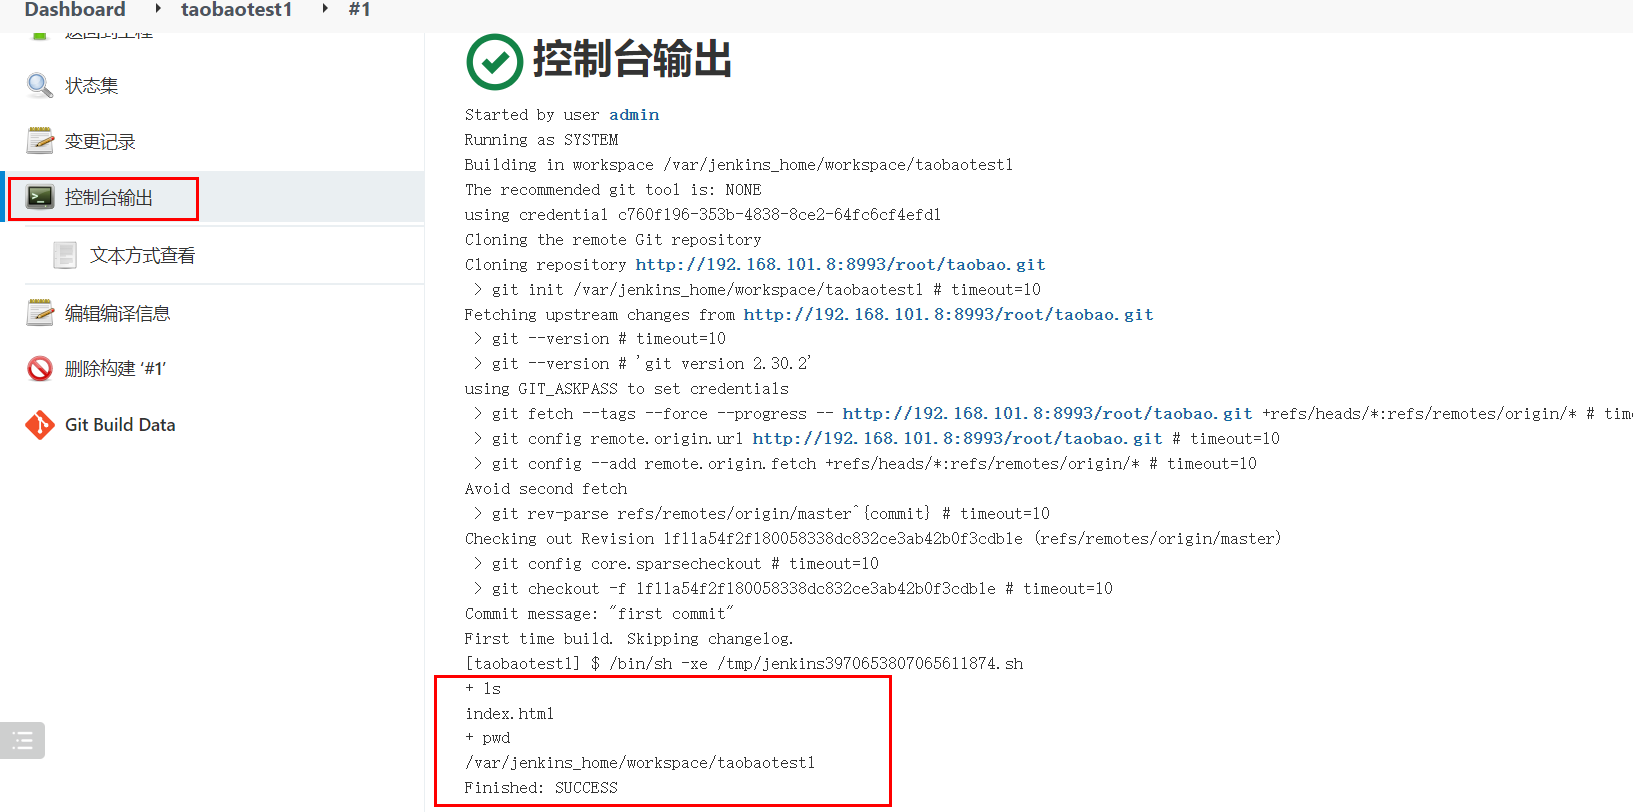 Dashboard taobaotest1 #1
返回到工程
状态集
变更记录
控制台输出
文本方式查看
编辑编译信息
删除构建 ‘#1’
Git Build Data
控制台输出
Started by user admin
Running as SYSTEM
Building in workspace /var/jenkins_home/workspace/taobaotest1
The recommended git tool is: NONE
using credential c760f196-353b-4838-8ce2-64fc6cf4efd1
Cloning the remote Git repository
Cloning repository http://192.168.101.8:8993/root/taobao.git
> git init /var/jenkins_home/workspace/taobaotest1 # timeout=10
Fetching upstream changes from http://192.168.101.8:8993/root/taobao.git
> git --version # timeout=10
> git --version # 'git version 2.30.2'
using GIT_ASKPASS to set credentials
> git fetch --tags --force --progress -- http://192.168.101.8:8993/root/taobao.git +refs/heads/*:refs/remotes/origin/* # time
> git config remote.origin.url http://192.168.101.8:8993/root/taobao.git # timeout=10
> git config --add remote.origin.fetch +refs/heads/*:refs/remotes/origin/* # timeout=10
Avoid second fetch
> git rev-parse refs/remotes/origin/master^{commit} # timeout=10
Checking out Revision 1f11a54f2f180058338dc832ce3ab42b0f3cdb1e (refs/remotes/origin/master)
> git config core.sparsecheckout # timeout=10
> git checkout -f 1f11a54f2f180058338dc832ce3ab42b0f3cdb1e # timeout=10
Commit message: "first commit"
First time build. Skipping changelog.
[taobaotest1] $ /bin/sh -xe /tmp/jenkins3970653807065611874.sh
+ ls
index.html
+ pwd
/var/jenkins_home/workspace/taobaotest1
Finished: SUCCESS